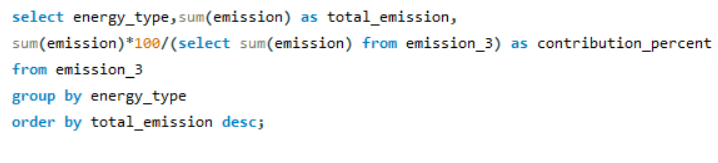 select energy_type,sum(emission) as total_emission,
sum(emission)*100/(select sum(emission) from emission_3) as contribution_percent
from emission_3
group by energy_type
order by total_emission desc;